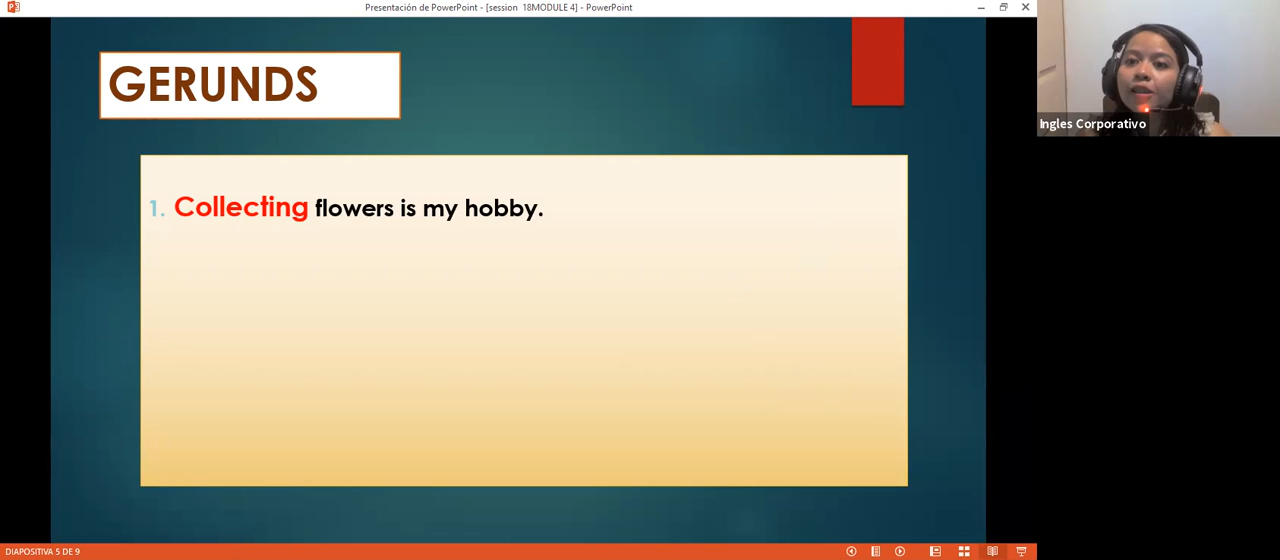 Presentación de PowerPoint - [session 18MODULE 4] - PowerPoint
GERUNDS
1. Collecting flowers is my hobby.
Ingles Corporativo
DIAPOSITIVA 5 DE 9